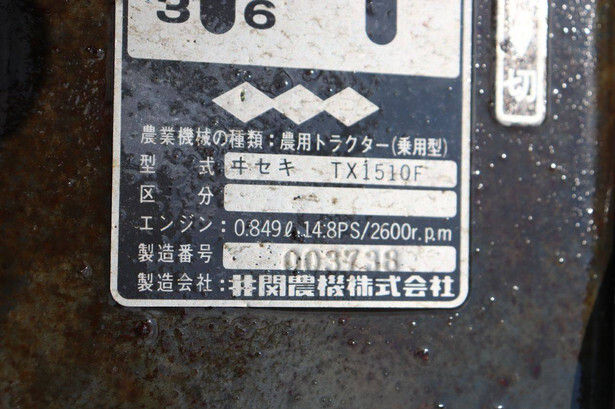 3 6
切
農業機械の種類：農用トラクター(乗用型)
型式 ヰセキ TX1510F
区分
エンジン：0.849ℓ.14.8PS/2600r.p.m
製造番号 003738
製造会社：井関農機株式会社